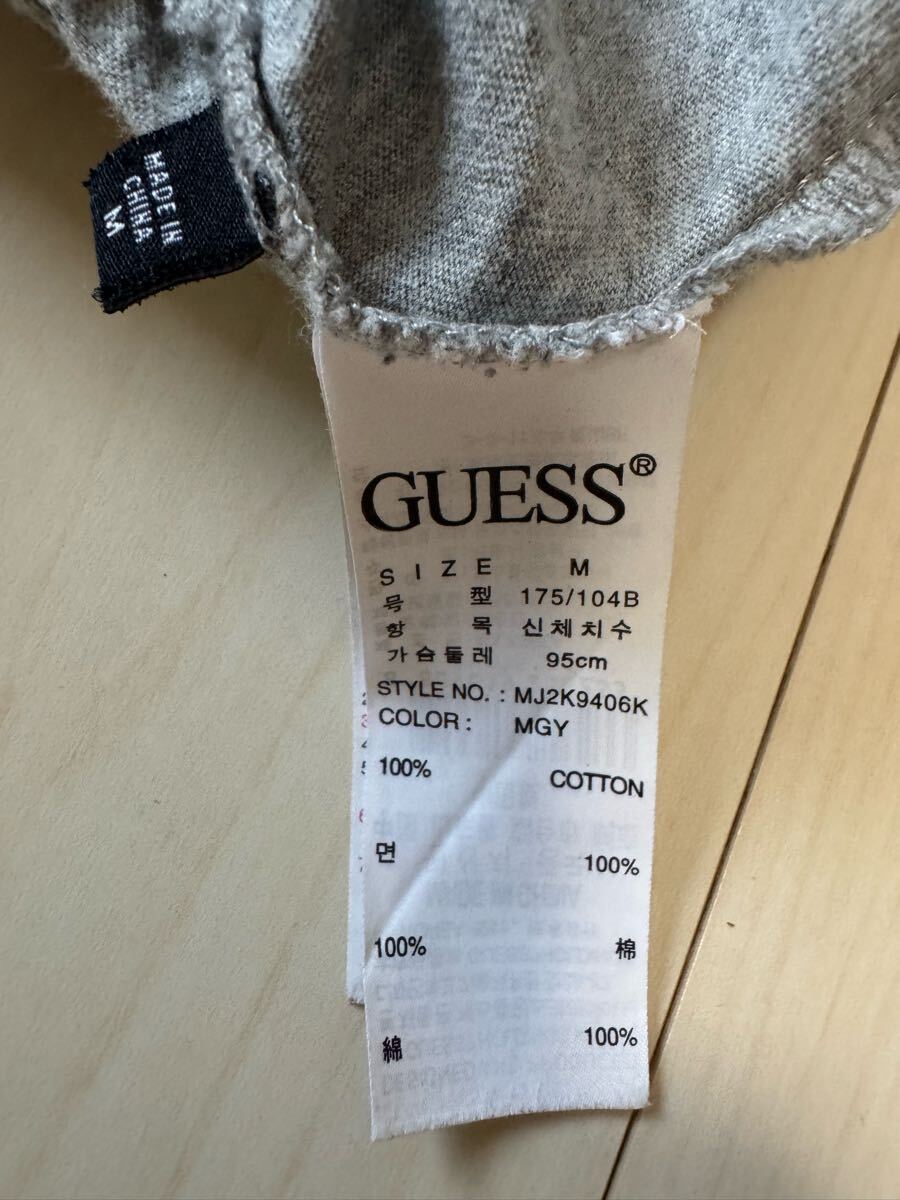 MADE IN
CHINA
M
GUESS®
SIZE M
号型 175/104B
항목 신체치수
가슴둘레 95cm
STYLE NO. : MJ2K9406K
COLOR : MGY
100% COTTON
면 100%
100% 棉
綿 100%